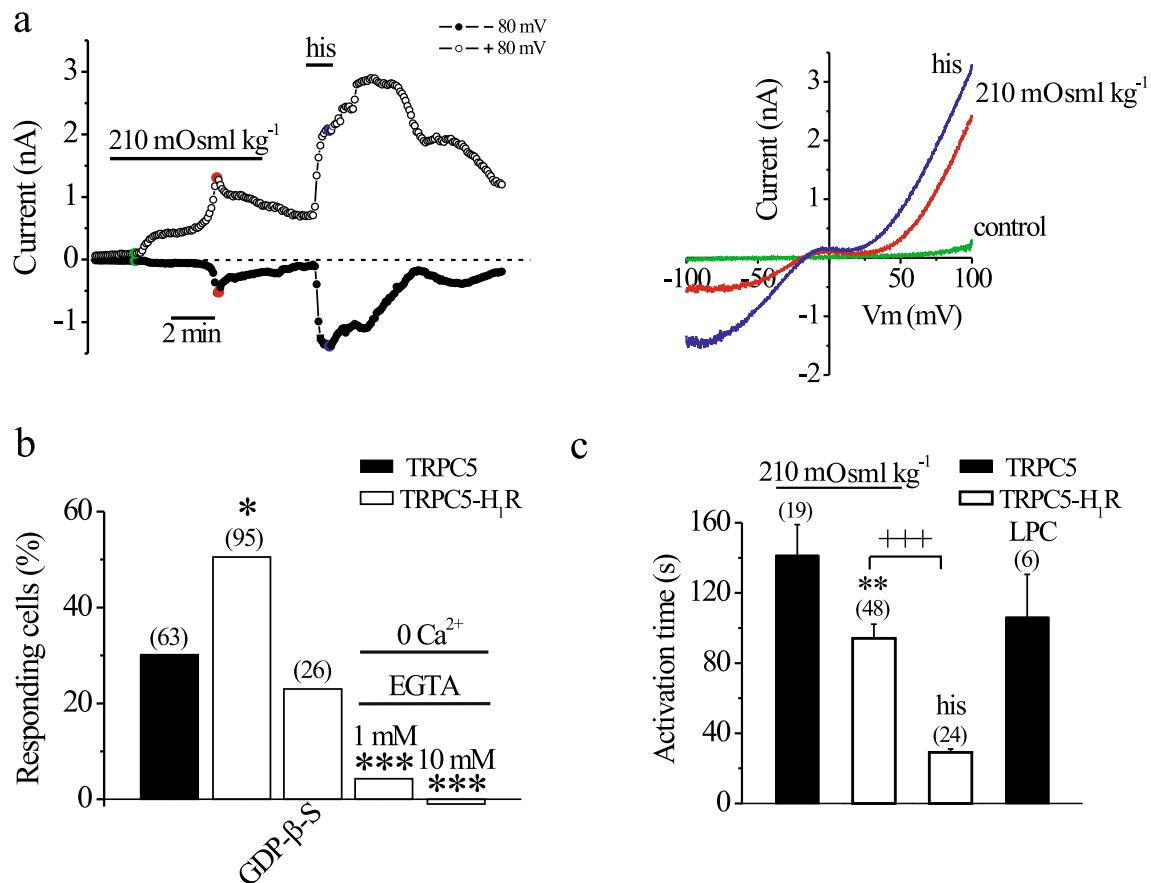 a
− 80 mV
+ 80 mV
his
210 mOsml kg⁻¹
3
2
1
0
-1
Current (nA)
2 min
his
210 mOsml kg⁻¹
control
3
2
1
-1
-2
Current (nA)
-100
-50
50
100
Vm (mV)
b
TRPC5
TRPC5-H₁R
60
40
20
0
Responding cells (%)
(63)
*
(95)
(26)
0 Ca²⁺
EGTA
1 mM
***
10 mM
***
GDP-β-S
c
210 mOsml kg⁻¹
TRPC5
TRPC5-H₁R
LPC
160
120
80
40
0
Activation time (s)
(19)
+++
**
(48)
his
(24)
(6)